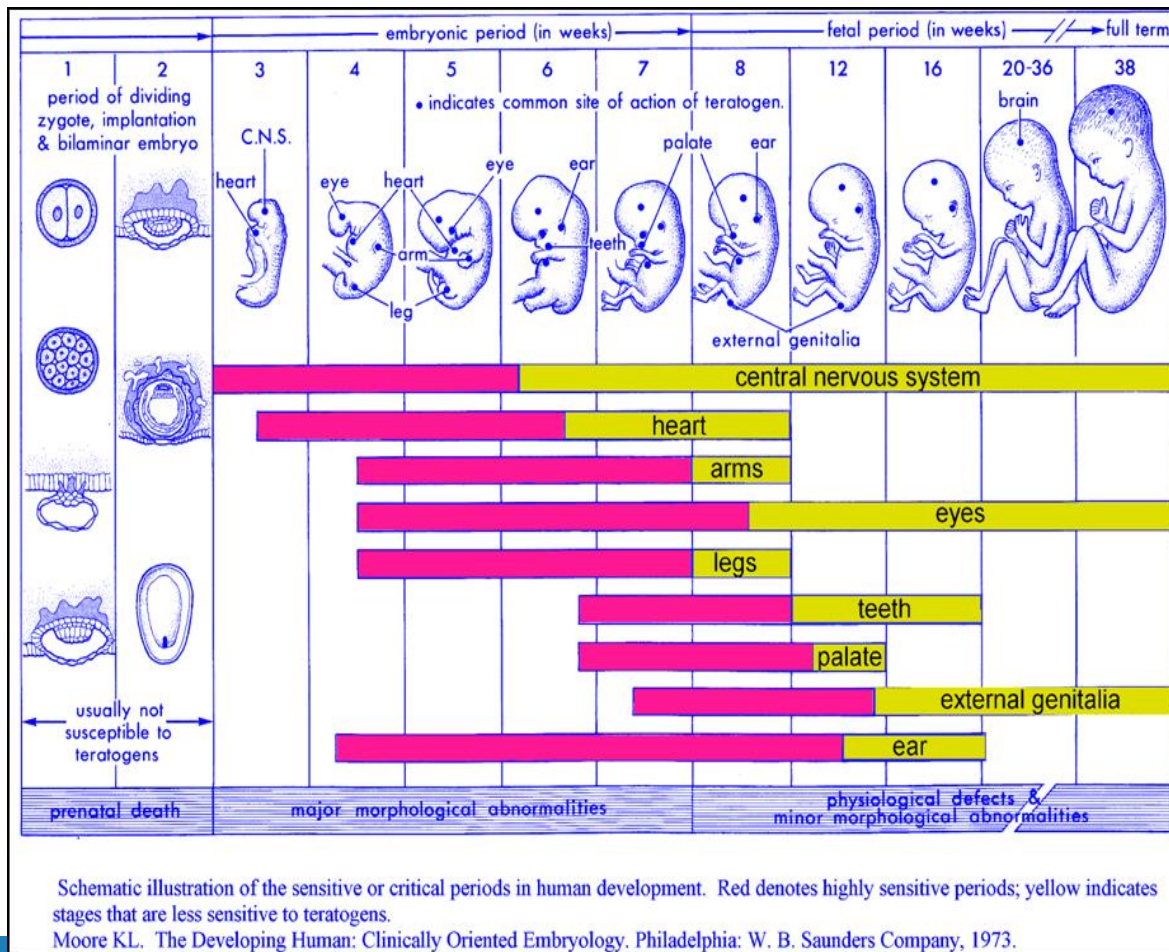 embryonic period (in weeks)
fetal period (in weeks)
full term
1 2 3 4 5 6 7 8 12 16 20-36 38
period of dividing
zygote, implantation
& bilaminar embryo
• indicates common site of action of teratogen.
C.N.S.
heart
eye
heart
arm
leg
eye
ear
teeth
palate
ear
brain
external genitalia
central nervous system
heart
arms
eyes
legs
teeth
palate
external genitalia
ear
usually not
susceptible to
teratogens
prenatal death
major morphological abnormalities
physiological defects &
minor morphological abnormalities
Schematic illustration of the sensitive or critical periods in human development. Red denotes highly sensitive periods; yellow indicates
stages that are less sensitive to teratogens.
Moore KL. The Developing Human: Clinically Oriented Embryology. Philadelphia: W. B. Saunders Company, 1973.